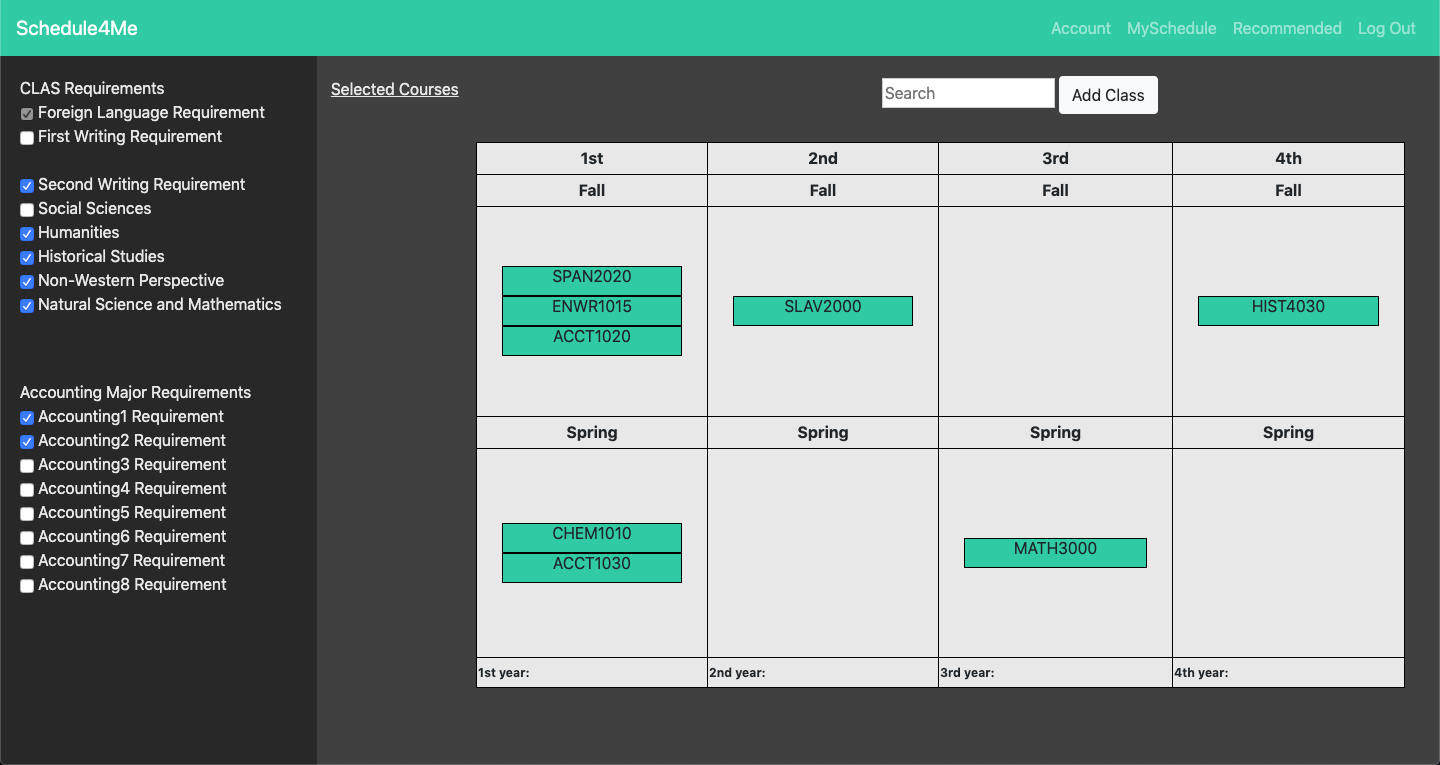 Schedule4Me
Account MySchedule Recommended Log Out
CLAS Requirements
Foreign Language Requirement
First Writing Requirement
Second Writing Requirement
Social Sciences
Humanities
Historical Studies
Non-Western Perspective
Natural Science and Mathematics
Accounting Major Requirements
Accounting1 Requirement
Accounting2 Requirement
Accounting3 Requirement
Accounting4 Requirement
Accounting5 Requirement
Accounting6 Requirement
Accounting7 Requirement
Accounting8 Requirement
Selected Courses
Search Add Class
1st 2nd 3rd 4th
Fall Fall Fall Fall
SPAN2020
ENWR1015 SLAV2000 HIST4030
ACCT1020
Spring Spring Spring Spring
CHEM1010
MATH3000
ACCT1030
1st year: 2nd year: 3rd year: 4th year: